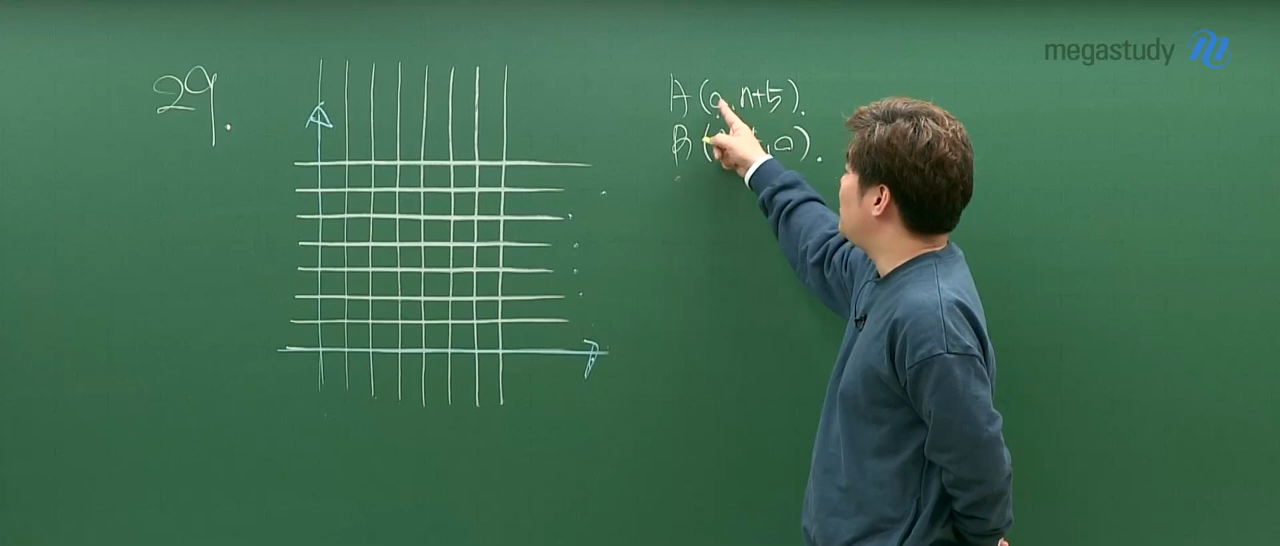 megastudy
29.
A(0, n+5).
B( , 0).